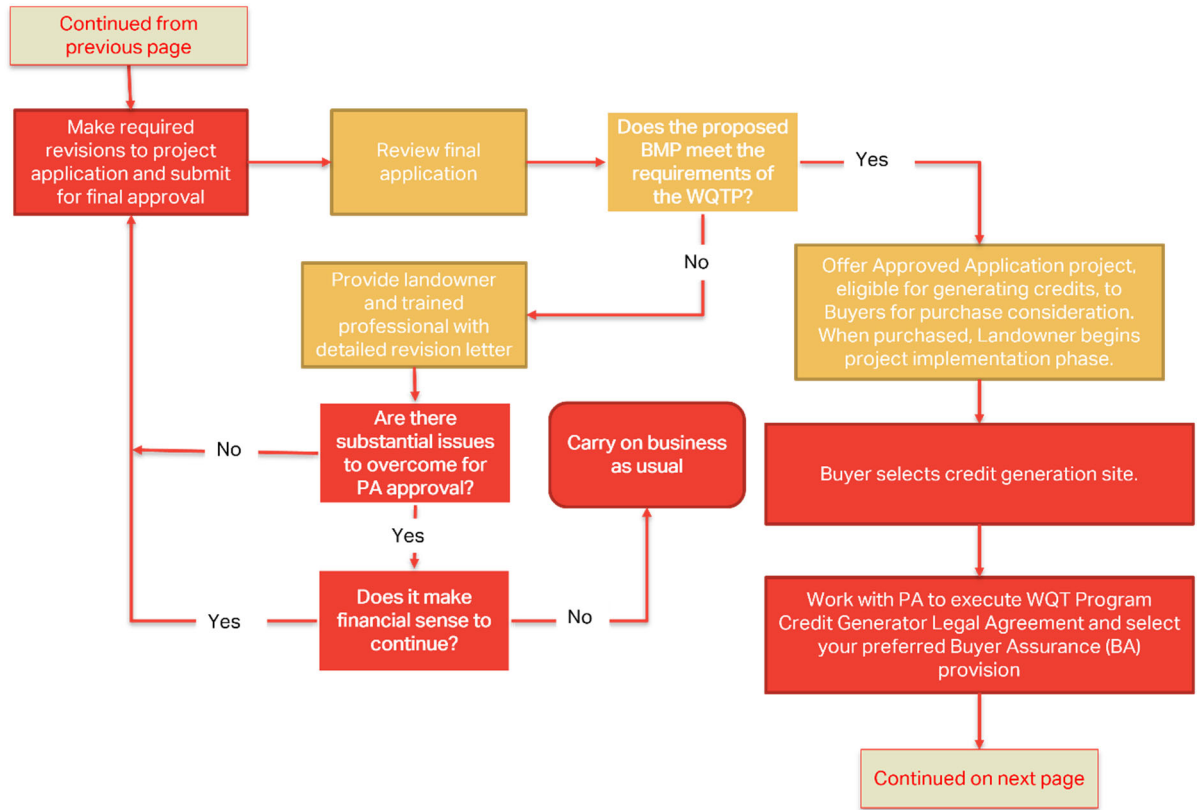 Continued from
previous page
Make required
revisions to project
application and submit
for final approval
Review final
application
Does the proposed
BMP meet the
requirements of
the WQTP?
Yes
No
Offer Approved Application project,
eligible for generating credits, to
Buyers for purchase consideration.
When purchased, Landowner begins
project implementation phase.
Provide landowner
and trained
professional with
detailed revision letter
Are there
substantial issues
to overcome for
PA approval?
No
Yes
Carry on business
as usual
Buyer selects credit generation site.
Does it make
financial sense to
continue?
Yes
No
Work with PA to execute WQT Program
Credit Generator Legal Agreement and select
your preferred Buyer Assurance (BA)
provision
Continued on next page